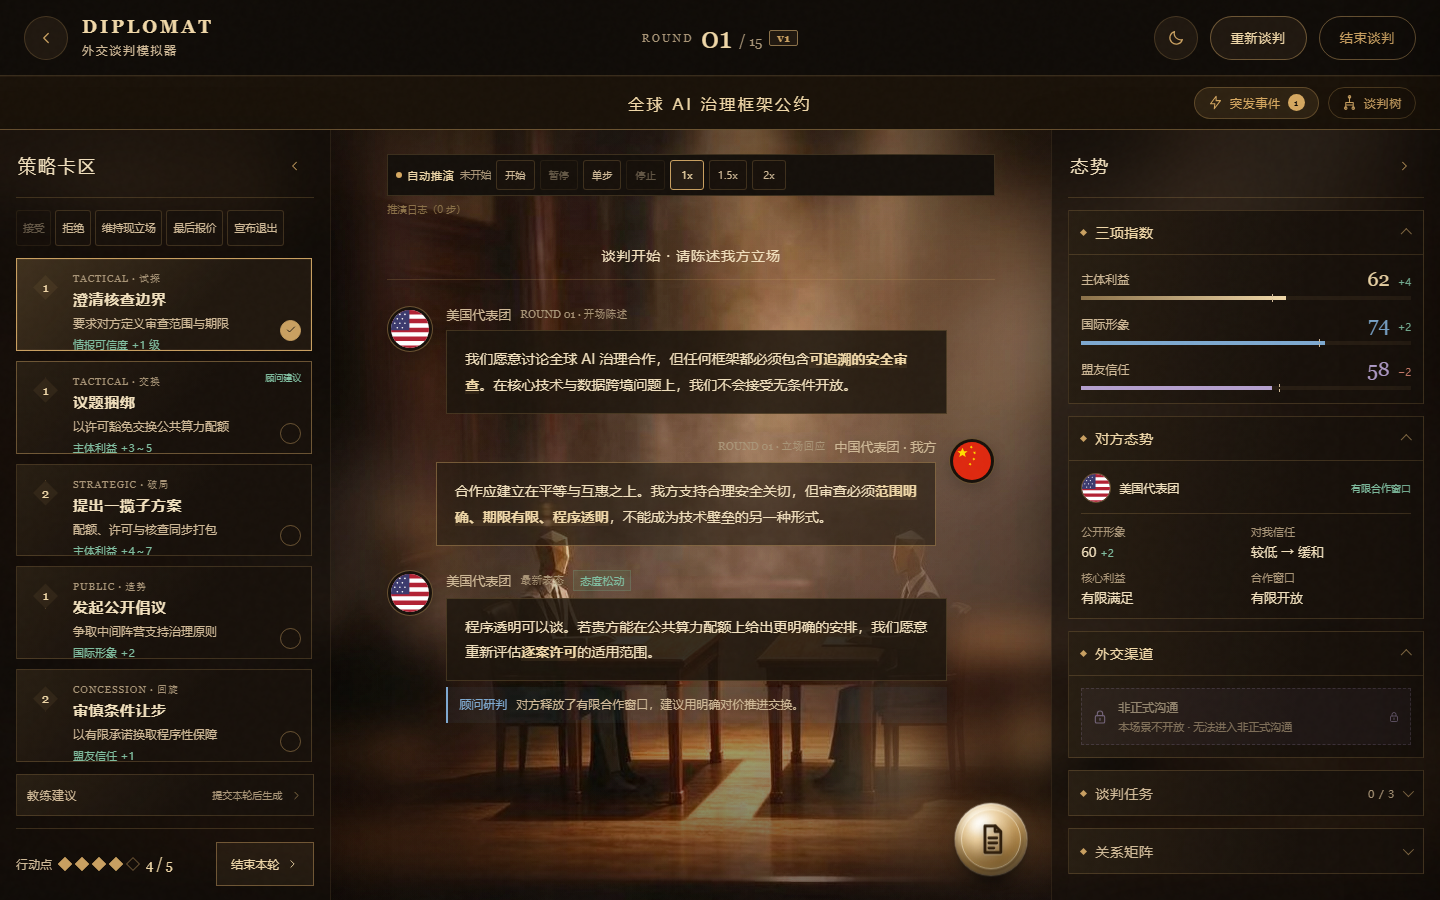 DIPLOMAT
外交谈判模拟器
ROUND 01 / 15 v1
重新谈判
结束谈判
全球 AI 治理框架公约
突发事件 1
谈判树
策略卡区
接受
拒绝
维持现立场
最后报价
宣布退出
1
TACTICAL · 试探
澄清核查边界
要求对方定义审查范围与期限
情报可信度 +1 级
1
TACTICAL · 交换
顾问建议
议题捆绑
以许可豁免交换公共算力配额
主体利益 +3~5
2
STRATEGIC · 破局
提出一揽子方案
配额、许可与核查同步打包
主体利益 +4~7
1
PUBLIC · 造势
发起公开倡议
争取中间阵营支持治理原则
国际形象 +2
2
CONCESSION · 回旋
审慎条件让步
以有限承诺换取程序性保障
盟友信任 +1
教练建议
提交本轮后生成
行动点 4 / 5
结束本轮
自动推演 未开始 开始 暂停 单步 停止 1x 1.5x 2x
推演日志（0 步）
谈判开始 · 请陈述我方立场
美国代表团 ROUND 01 · 开场陈述
我们愿意讨论全球 AI 治理合作，但任何框架都必须包含可追溯的安全审
查。在核心技术与数据跨境问题上，我们不会接受无条件开放。
ROUND 01 · 立场回应 中国代表团 · 我方
合作应建立在平等与互惠之上。我方支持合理安全关切，但审查必须范围明
确、期限有限、程序透明，不能成为技术壁垒的另一种形式。
美国代表团 最新表态 态度松动
程序透明可以谈。若贵方能在公共算力配额上给出更明确的安排，我们愿意
重新评估逐案许可的适用范围。
顾问研判 对方释放了有限合作窗口，建议用明确对价推进交换。
态势
三项指数
主体利益 62 +4
国际形象 74 +2
盟友信任 58 −2
对方态势
美国代表团 有限合作窗口
公开形象 对我信任
60 +2 较低 → 缓和
核心利益 合作窗口
有限满足 有限开放
外交渠道
非正式沟通
本场景不开放 · 无法进入非正式沟通
谈判任务 0 / 3
关系矩阵